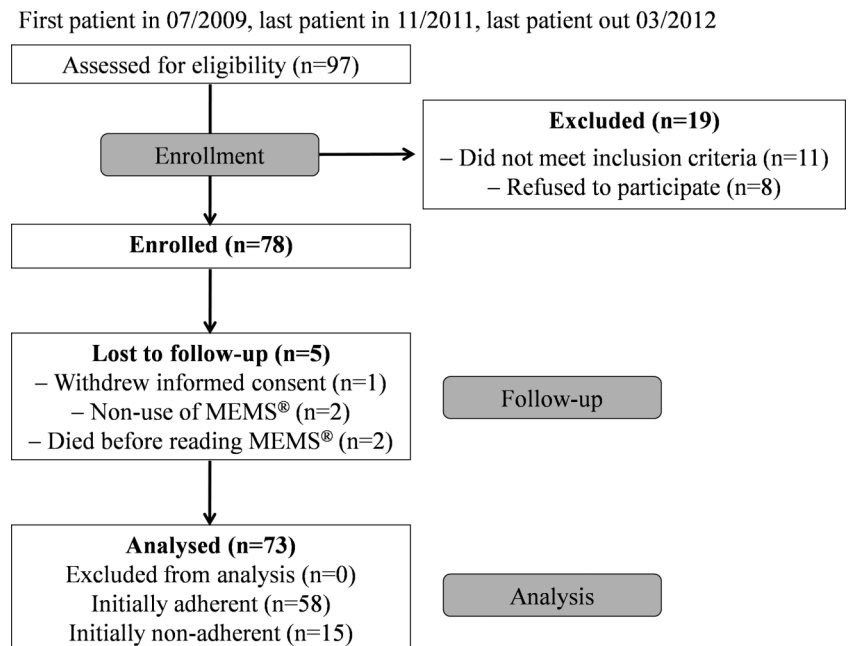 First patient in 07/2009, last patient in 11/2011, last patient out 03/2012
Assessed for eligibility (n=97)
Enrollment
Excluded (n=19)
– Did not meet inclusion criteria (n=11)
– Refused to participate (n=8)
Enrolled (n=78)
Lost to follow-up (n=5)
– Withdrew informed consent (n=1)
– Non-use of MEMS® (n=2)
– Died before reading MEMS® (n=2)
Follow-up
Analysed (n=73)
Excluded from analysis (n=0)
Initially adherent (n=58)
Initially non-adherent (n=15)
Analysis